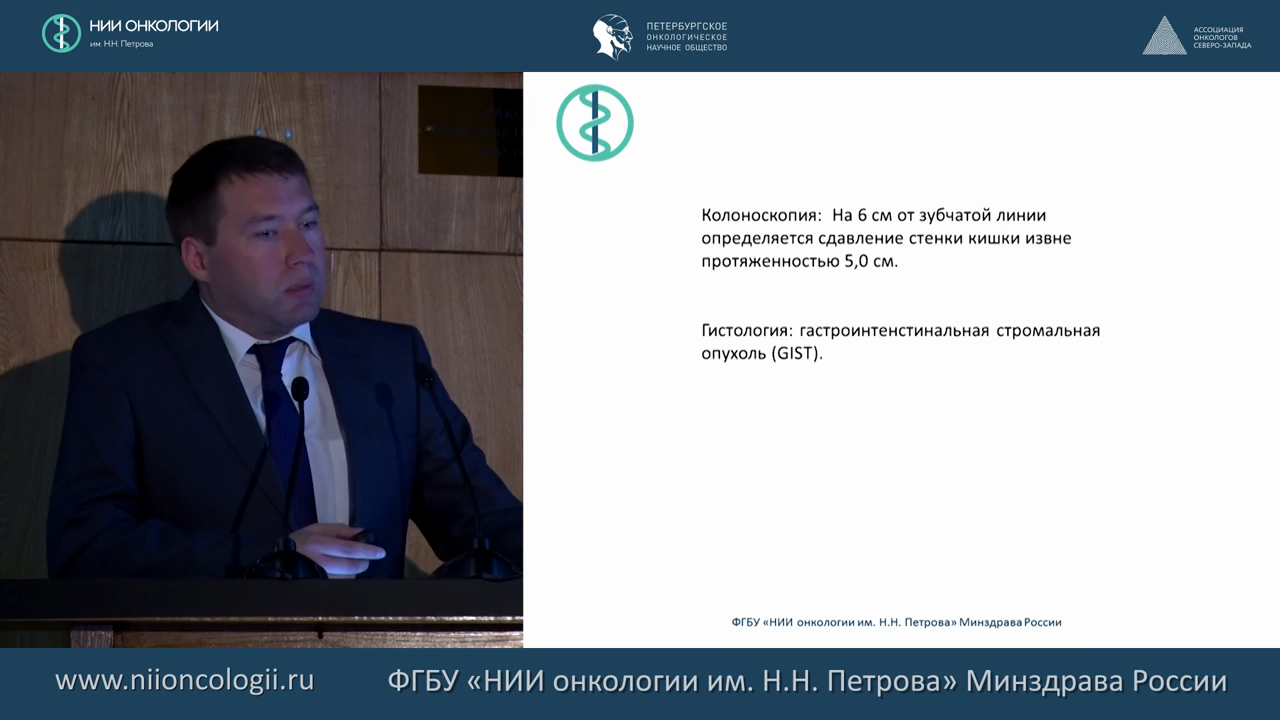 НИИ ОНКОЛОГИИ
им. Н.Н. Петрова
ПЕТЕРБУРГСКОЕ
ОНКОЛОГИЧЕСКОЕ
НАУЧНОЕ ОБЩЕСТВО
АССОЦИАЦИЯ
ОНКОЛОГОВ
СЕВЕРО-ЗАПАДА
Колоноскопия: На 6 см от зубчатой линии
определяется сдавление стенки кишки извне
протяженностью 5,0 см.
Гистология: гастроинтенстинальная стромальная
опухоль (GIST).
ФГБУ «НИИ онкологии им. Н.Н. Петрова» Минздрава России
www.niioncologii.ru
ФГБУ «НИИ онкологии им. Н.Н. Петрова» Минздрава России